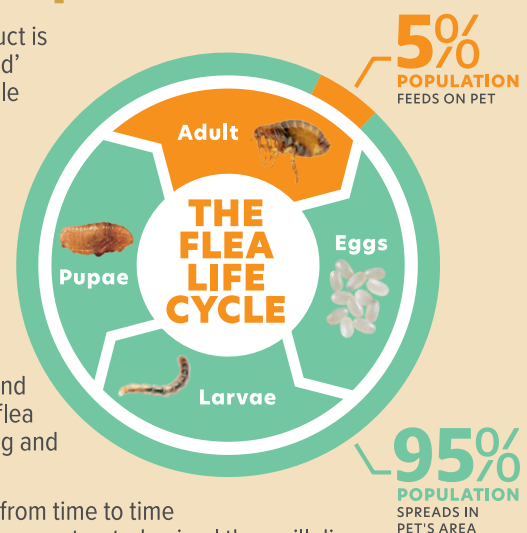 uct is
d'
le
5%
POPULATION
FEEDS ON PET
Adult
THE
FLEA
LIFE
CYCLE
Eggs
Pupae
Larvae
nd
flea
g and
95%
POPULATION
SPREADS IN
PET'S AREA
from time to time